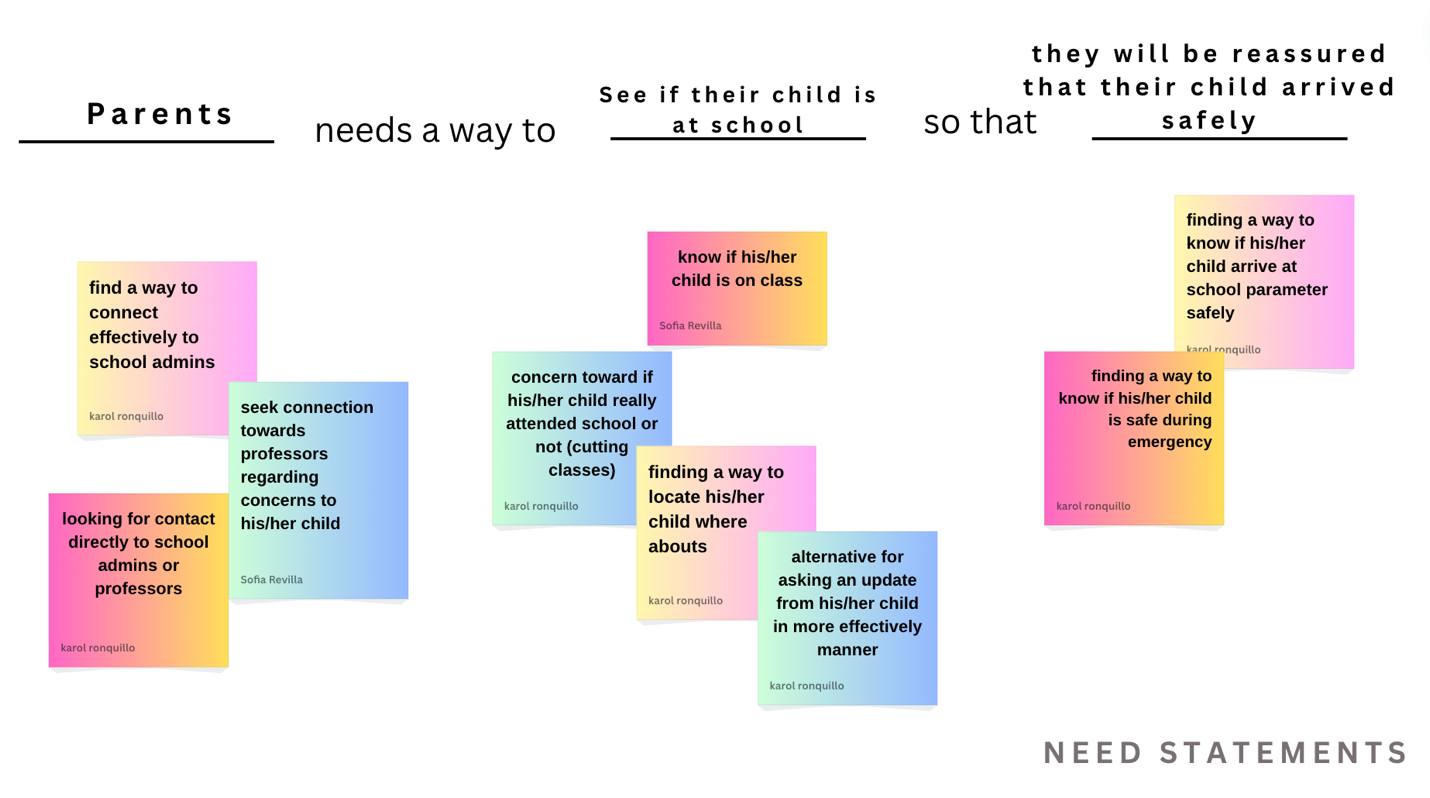 Parents
needs a way to
See if their child is
at school
so that
they will be reassured
that their child arrived
safely
find a way to
connect
effectively to
school admins
karol ronquillo
seek connection
towards
professors
regarding
concerns to
his/her child
Sofia Revilla
looking for contact
directly to school
admins or
professors
karol ronquillo
know if his/her
child is on class
Sofia Revilla
concern toward if
his/her child really
attended school or
not (cutting
classes)
karol ronquillo
finding a way to
locate his/her
child where
abouts
karol ronquillo
alternative for
asking an update
from his/her child
in more effectively
manner
karol ronquillo
finding a way to
know if his/her
child arrive at
school parameter
safely
karol ronquillo
finding a way to
know if his/her child
is safe during
emergency
karol ronquillo
NEED STATEMENTS